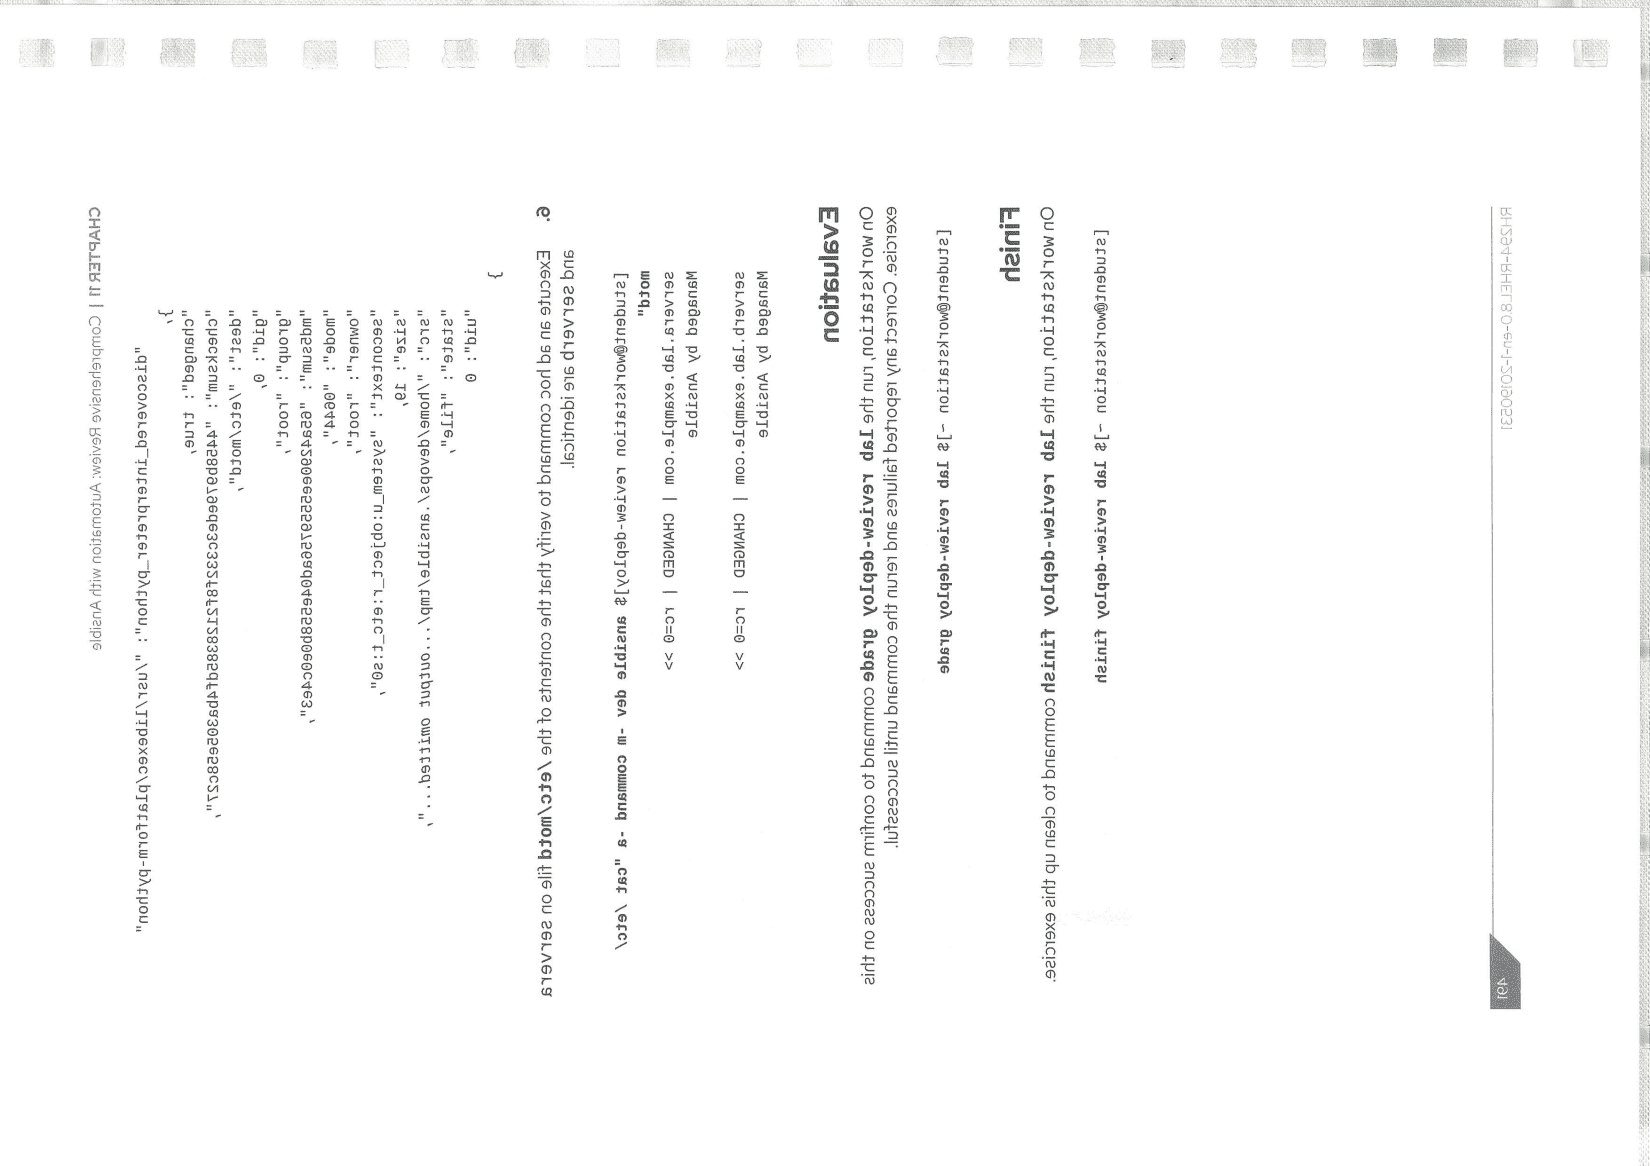 CHAPTER 11 | Comprehensive Review: Automation with Ansible
"discovered_interpreter_python": "/usr/libexec/platform-python"
},
"changed": true,
"checksum": "4458b979ede3c332f8f2128385df4ba305e58c27",
"dest": "/etc/motd",
"gid": 0,
"group": "root",
"md5sum": "65a4290ee5559756ad04e558b0e0c4e3",
"mode": "0640",
"owner": "root",
"secontext": "system_u:object_r:etc_t:s0",
"size": 19,
"src": "/home/devops/.ansible/tmp/...output omitted...",
"state": "file",
"uid": 0
}
6. Execute an ad hoc command to verify that the contents of the /etc/motd file on servera
and serverb are identical.
[student@workstation review-deploy]$ ansible dev -m command -a "cat /etc/
motd"
servera.lab.example.com | CHANGED | rc=0 >>
Managed by Ansible
serverb.lab.example.com | CHANGED | rc=0 >>
Managed by Ansible
Evaluation
On workstation, run the lab review-deploy grade command to confirm success on this
exercise. Correct any reported failures and rerun the command until successful.
[student@workstation ~]$ lab review-deploy grade
Finish
On workstation, run the lab review-deploy finish command to clean up this exercise.
[student@workstation ~]$ lab review-deploy finish
RH294-RHEL8.0-en-1-20190531
491